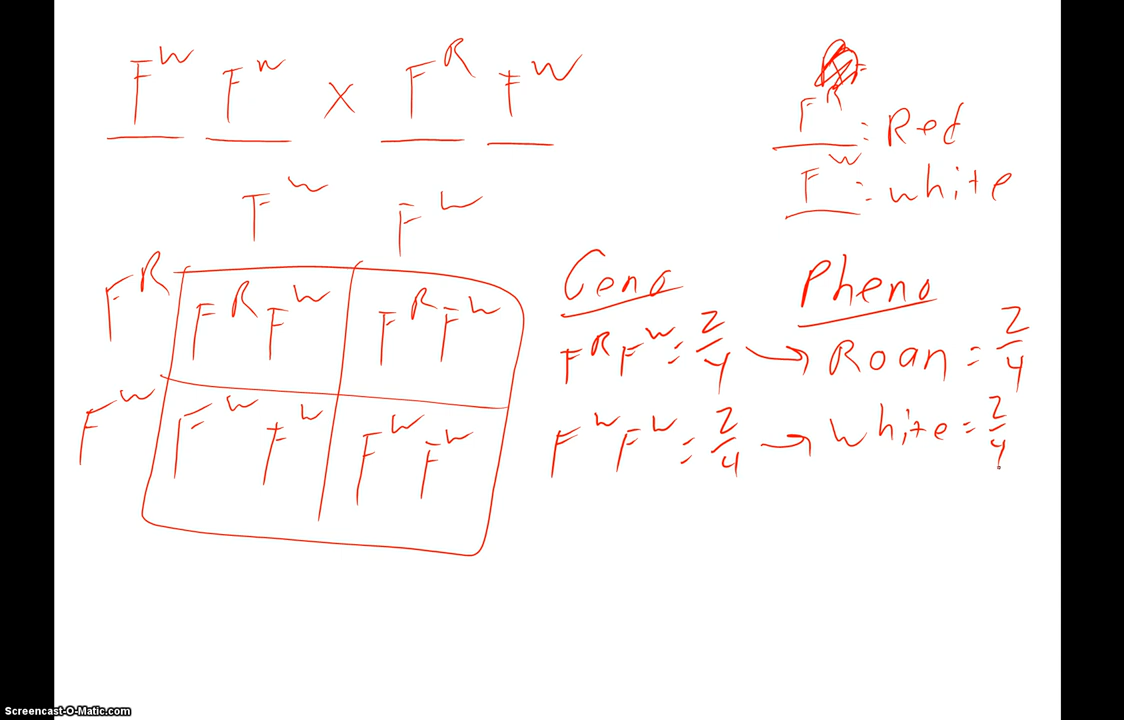 F^W F^W x F^R F^W
F^R : Red
F^W : white
F^W F^W
F^R F^R F^W F^R F^W
F^W F^W F^W F^W F^W
Geno Pheno
F^R F^W = 2/4 → Roan = 2/4
F^W F^W = 2/4 → White = 2/4
Screencast-O-Matic.com